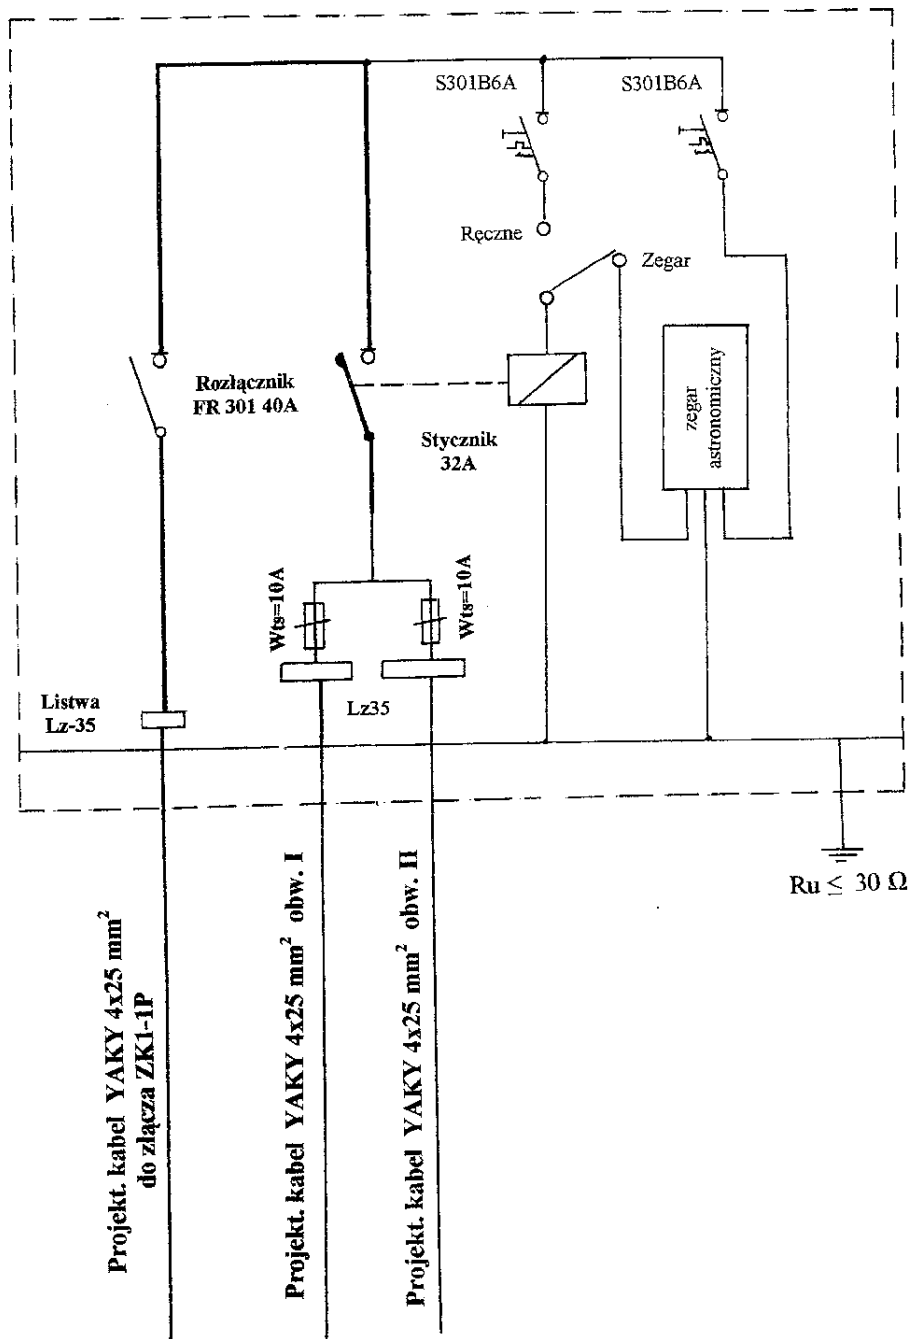 S301B6A
S301B6A
Ręczne
Zegar
Rozłącznik
FR 301 40A
Stycznik
32A
zegar
astronomiczny
Wts=10A
Wts=10A
Listwa
Lz-35
Lz35
Ru ≤ 30 Ω
Projekt. kabel YAKY 4x25 mm²
do złącza ZK1-1P
Projekt. kabel YAKY 4x25 mm² obw. I
Projekt. kabel YAKY 4x25 mm² obw. II